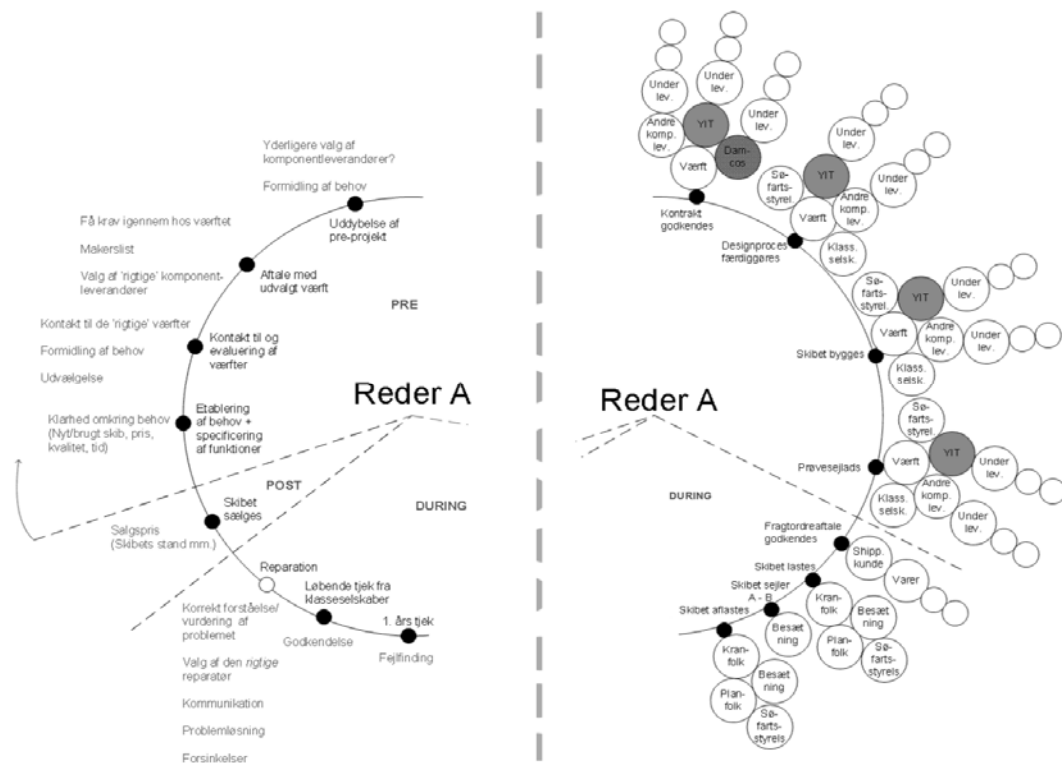 Yderligere valg af
komponentleverandører?
Formidling af behov
Uddybelse af
pre-projekt
Få krav igennem hos værftet
Makerslist
Valg af 'rigtige' komponent-
leverandører
Aftale med
udvalgt værft
PRE
Kontakt til de 'rigtige' værfter
Formidling af behov
Udvælgelse
Kontakt til og
evaluering af
værfter
Reder A
Klarhed omkring behov
(Nyt/brugt skib, pris,
kvalitet, tid)
Etablering
af behov +
specificering
af funktioner
POST
DURING
Skibet
sælges
Salgspris
(Skibets stand mm.)
Reparation
Korrekt forståelse/
vurdering af
problemet
Valg af den rigtige
reparatør
Kommunikation
Problemløsning
Forsinkelser
Løbende tjek fra
klasseselskaber
Godkendelse
1. års tjek
Fejlfinding
Under
lev.
Under
lev.
Andre
komp.
lev.
YIT
Under
lev.
Dam-
cos
Værft
Kontrakt
godkendes
Under
lev.
YIT
Sø-
farts-
styrel.
Under
lev.
Andre
komp.
lev.
Værft
Klass.
selsk.
Designproces
færdiggøres
Sø-
farts-
styrel.
YIT
Under
lev.
Værft
Andre
komp.
lev.
Under
lev.
Klass.
selsk.
Skibet bygges
Reder A
Sø-
farts-
styrel.
Værft
YIT
Under
lev.
Klass.
selsk.
Andre
komp.
lev.
Under
lev.
Prøvesejlads
DURING
Fragtordreaftale
godkendes
Shipp.
kunde
Varer
Skibet lastes
Kran-
folk
Besæt
ning
Plan-
folk
Sø-
farts-
styrels
Skibet sejler
A - B
Besæt
ning
Skibet aflastes
Kran-
folk
Besæt
ning
Plan-
folk
Sø-
farts-
styrels